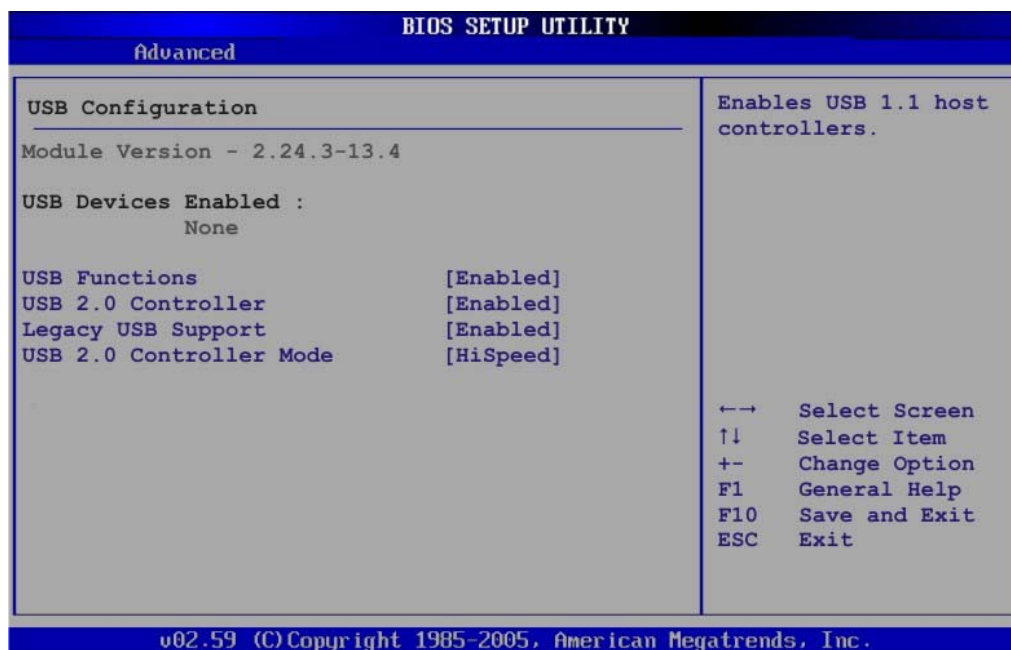 BIOS SETUP UTILITY
Advanced
USB Configuration
Module Version - 2.24.3-13.4
USB Devices Enabled :
None
USB Functions [Enabled]
USB 2.0 Controller [Enabled]
Legacy USB Support [Enabled]
USB 2.0 Controller Mode [HiSpeed]
Enables USB 1.1 host
controllers.
←→ Select Screen
↑↓ Select Item
+- Change Option
F1 General Help
F10 Save and Exit
ESC Exit
v02.59 (C)Copyright 1985-2005, American Megatrends, Inc.